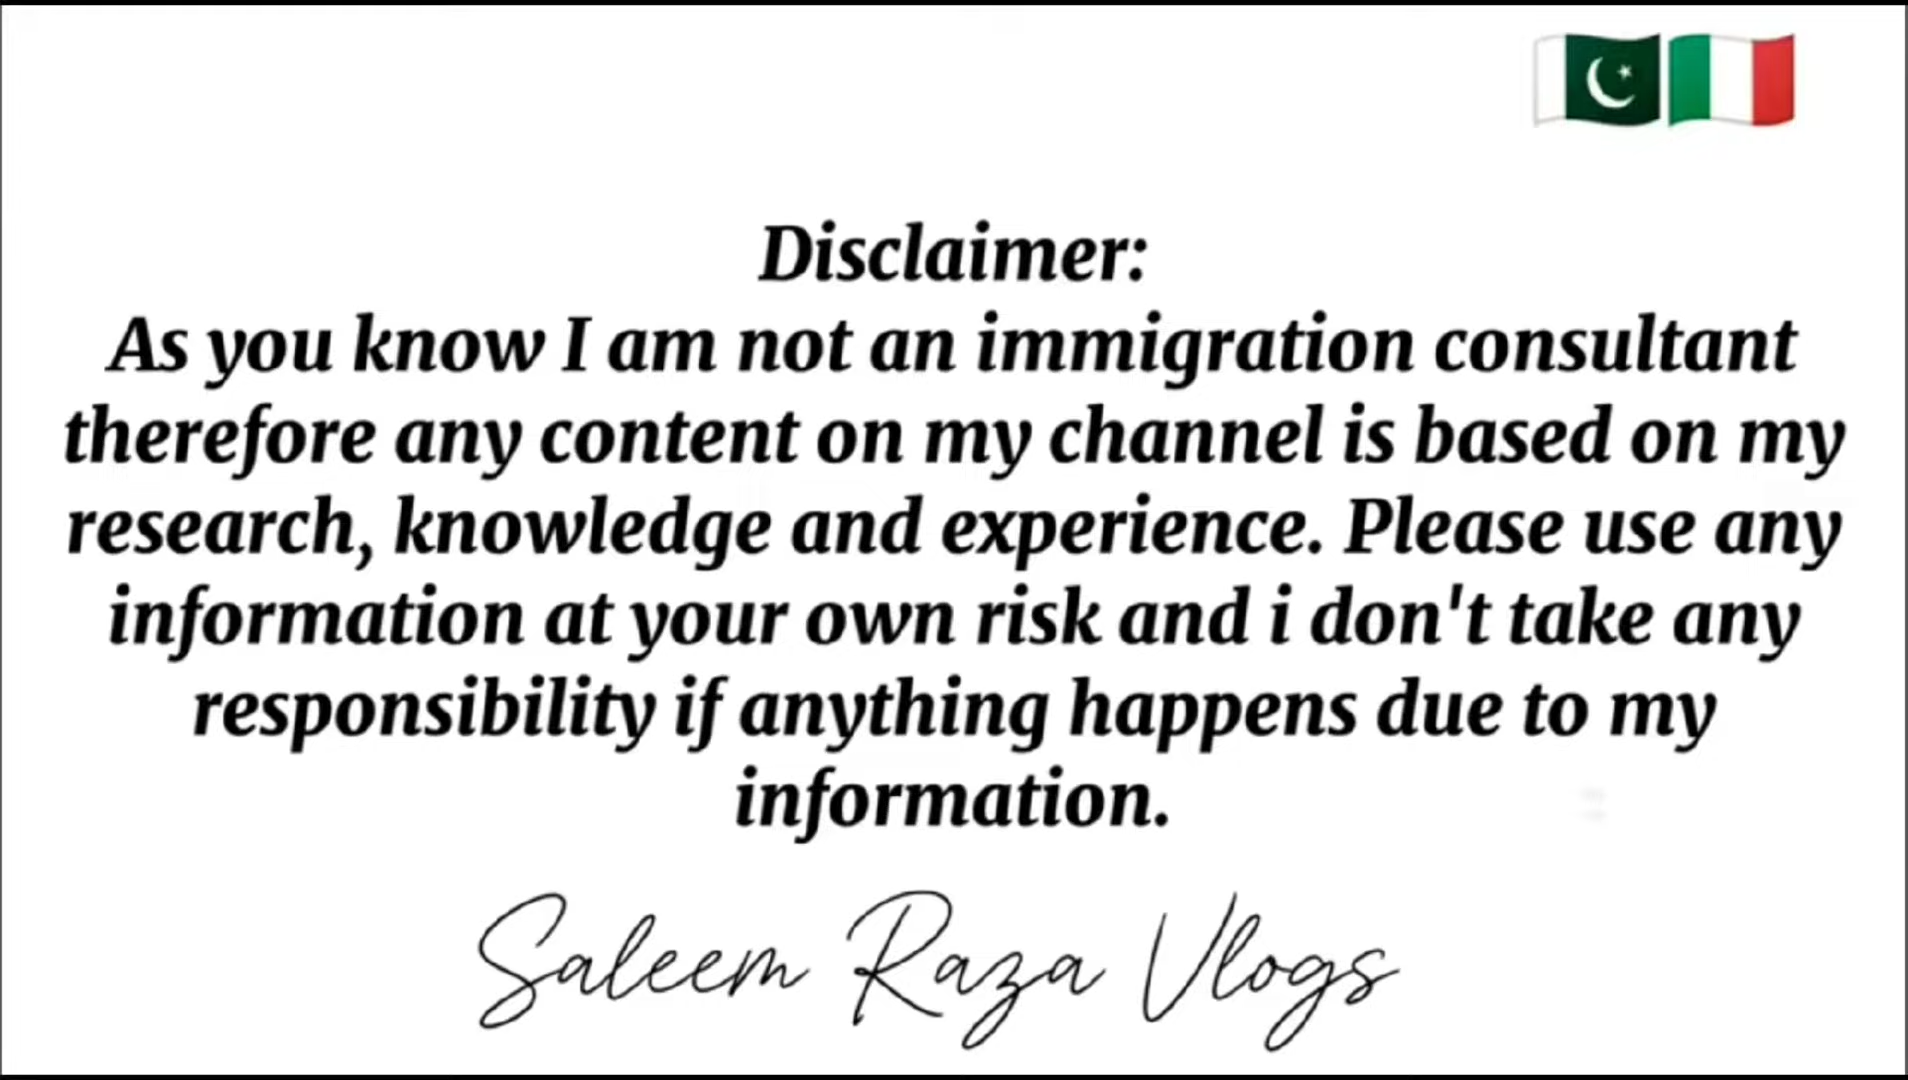 Disclaimer:
As you know I am not an immigration consultant
therefore any content on my channel is based on my
research, knowledge and experience. Please use any
information at your own risk and i don't take any
responsibility if anything happens due to my
information.
Saleem Raza Vlogs